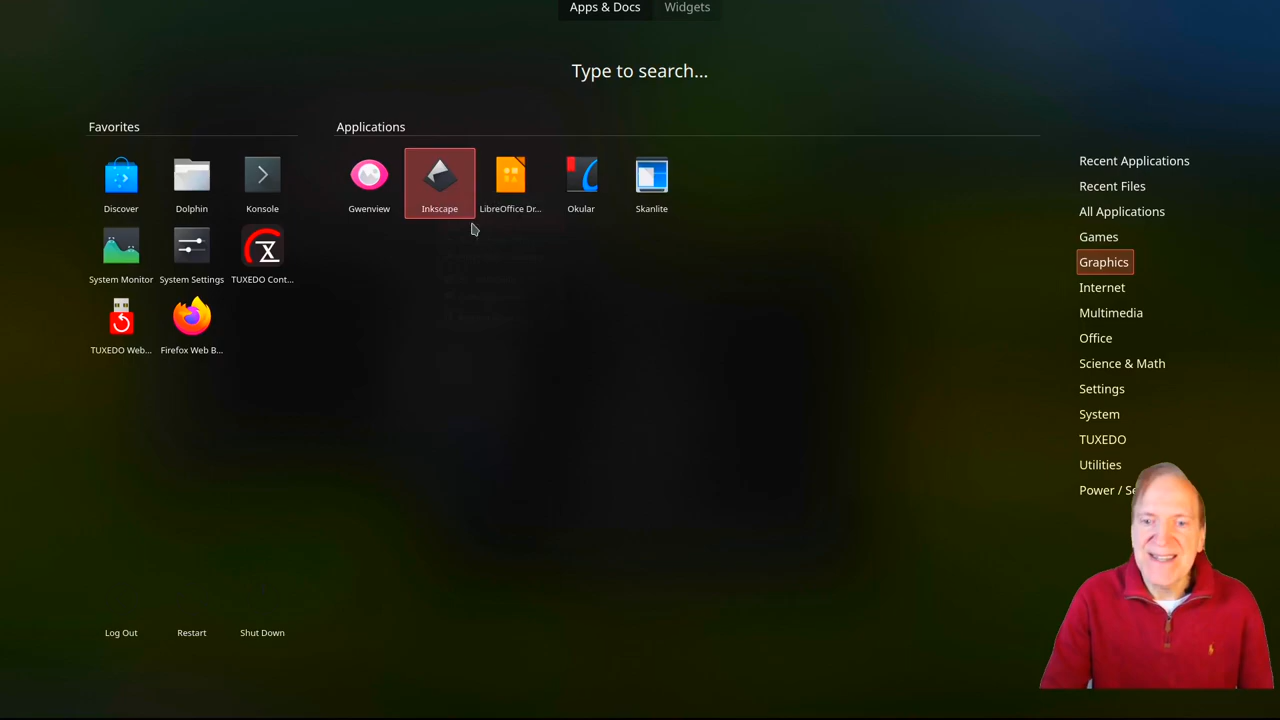 Apps & Docs Widgets
Type to search...
Favorites
Applications
Discover Dolphin Konsole
Gwenview Inkscape LibreOffice Dr... Okular Skanlite
System Monitor System Settings TUXEDO Cont...
TUXEDO Web... Firefox Web B...
Recent Applications
Recent Files
All Applications
Games
Graphics
Internet
Multimedia
Office
Science & Math
Settings
System
TUXEDO
Utilities
Power /
Log Out Restart Shut Down